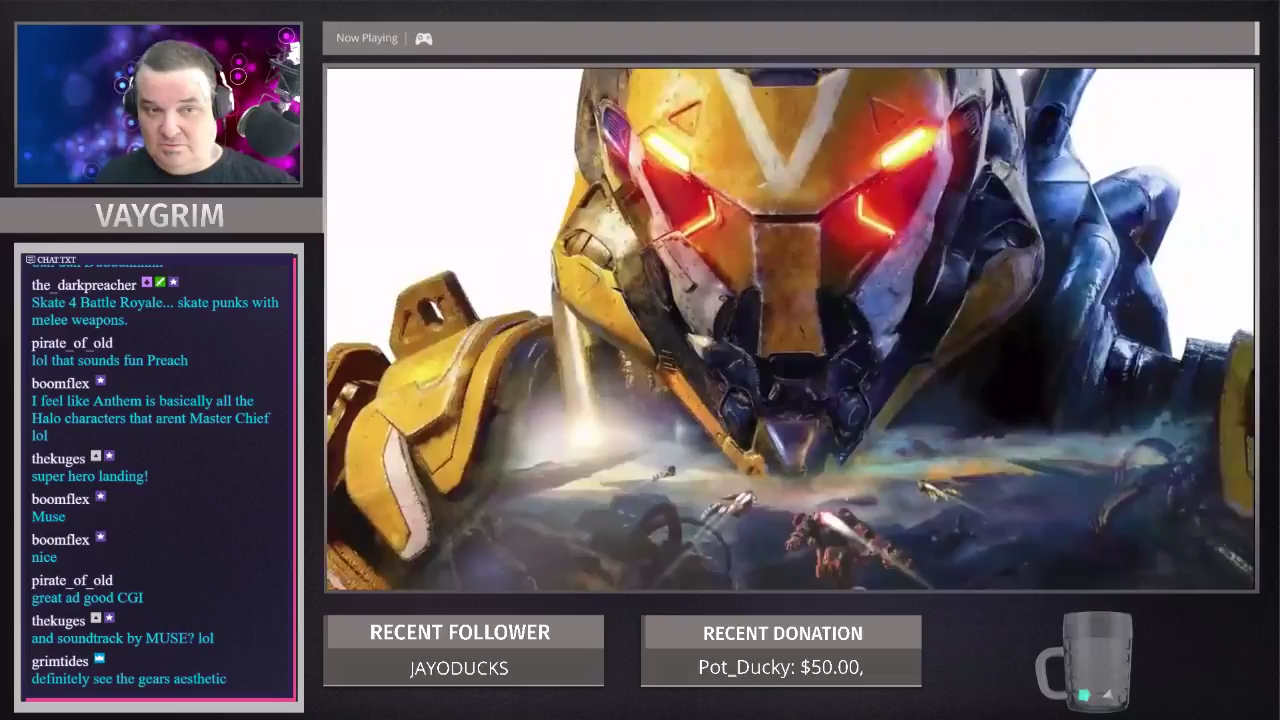 Now Playing |
VAYGRIM
CHAT.TXT
the_darkpreacher
Skate 4 Battle Royale... skate punks with
melee weapons.
pirate_of_old
lol that sounds fun Preach
boomflex
I feel like Anthem is basically all the
Halo characters that arent Master Chief
lol
thekuges
super hero landing!
boomflex
Muse
boomflex
nice
pirate_of_old
great ad good CGI
thekuges
and soundtrack by MUSE? lol
grimtides
definitely see the gears aesthetic
RECENT FOLLOWER
JAYODUCKS
RECENT DONATION
Pot_Ducky: $50.00,